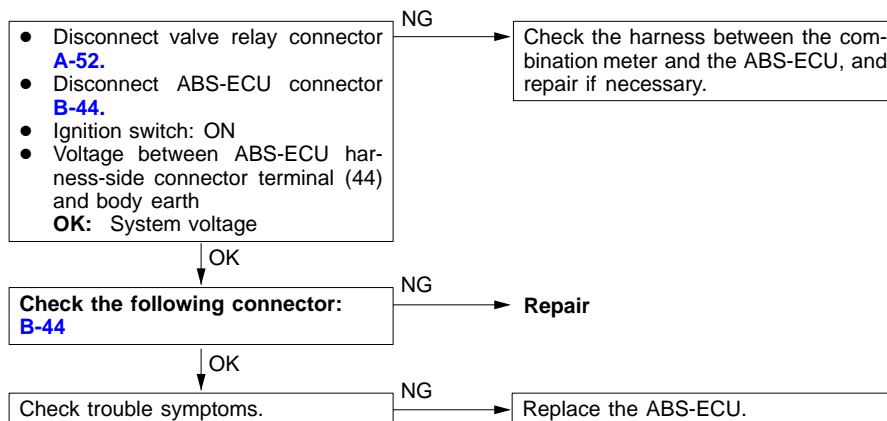 ● Disconnect valve relay connector
A-52.
● Disconnect ABS-ECU connector
B-44.
● Ignition switch: ON
● Voltage between ABS-ECU har-
ness-side connector terminal (44)
and body earth
OK: System voltage
NG
Check the harness between the com-
bination meter and the ABS-ECU, and
repair if necessary.
OK
Check the following connector:
B-44
NG
Repair
OK
Check trouble symptoms.
NG
Replace the ABS-ECU.